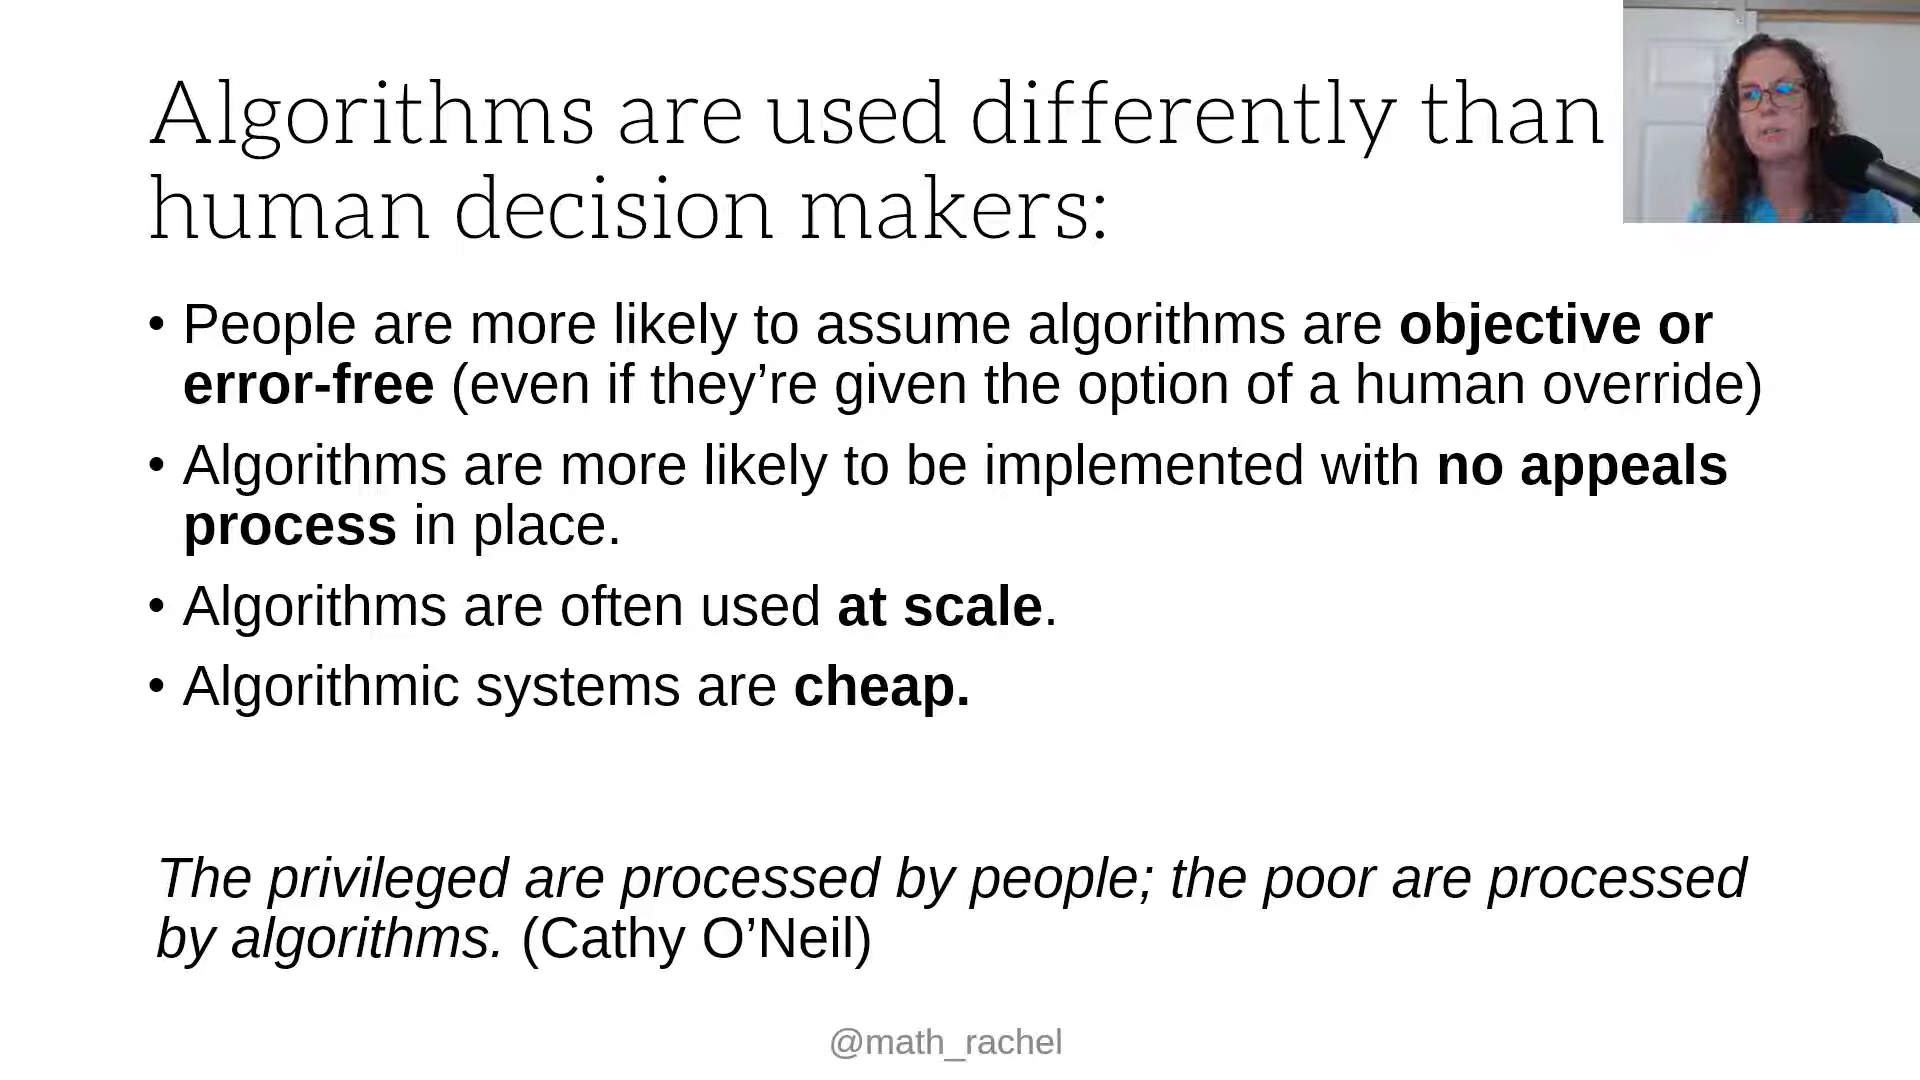 Algorithms are used differently than
human decision makers:
• People are more likely to assume algorithms are objective or
error-free (even if they’re given the option of a human override)
• Algorithms are more likely to be implemented with no appeals
process in place.
• Algorithms are often used at scale.
• Algorithmic systems are cheap.
The privileged are processed by people; the poor are processed
by algorithms. (Cathy O’Neil)
@math_rachel